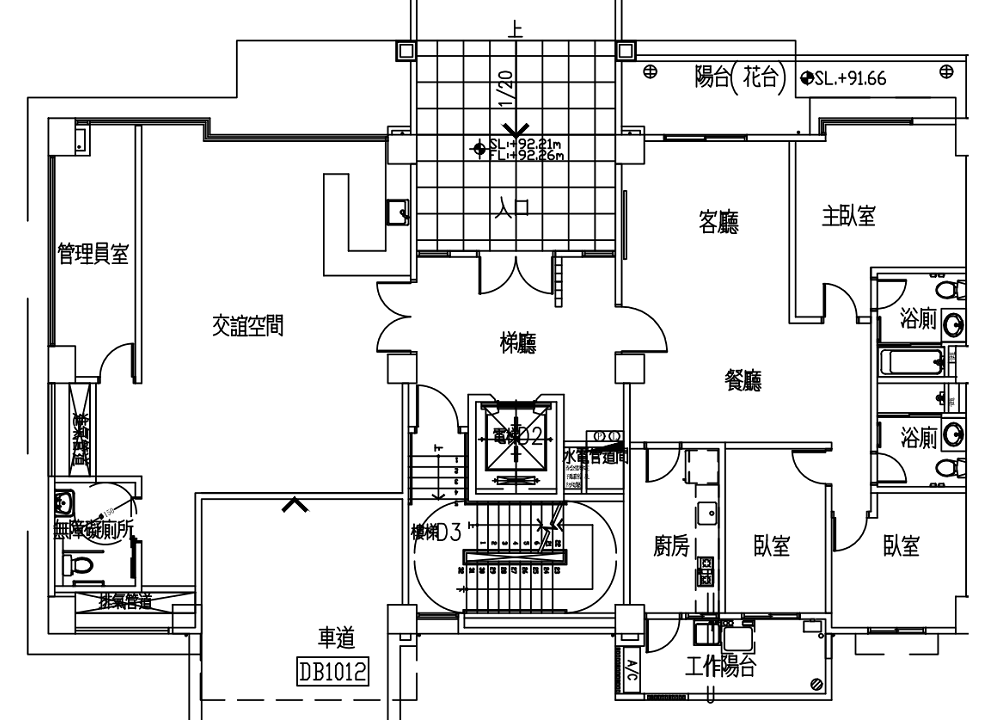 上
1/20
陽台(花台)
SL.+91.66
SL:+92.21m
FL:+92.26m
入口
客廳
主臥室
管理員室
交誼空間
梯廳
浴廁
餐廳
電梯D2
浴廁
水電管道間
樓梯D3
150
無障礙廁所
廚房
臥室
臥室
排氣管道
車道
DB1012
工作陽台
A/C